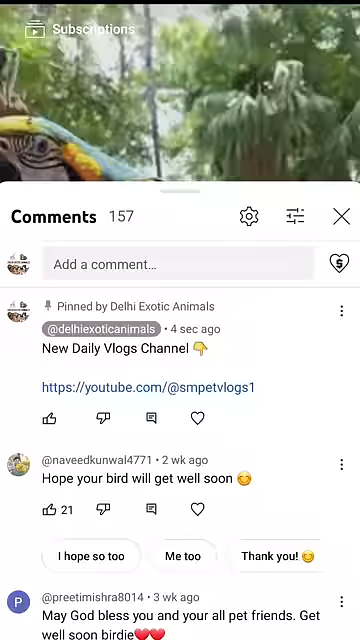 Subscriptions
Comments 157
Add a comment...
Pinned by Delhi Exotic Animals
@delhiexoticanimals • 4 sec ago
New Daily Vlogs Channel 👇
https://youtube.com/@smpetvlogs1
@naveedkunwal4771 • 2 wk ago
Hope your bird will get well soon 😊
21
I hope so too
Me too
Thank you! 😊
P
@preetimishra8014 • 3 wk ago
May God bless you and your all pet friends. Get
well soon birdie❤️❤️